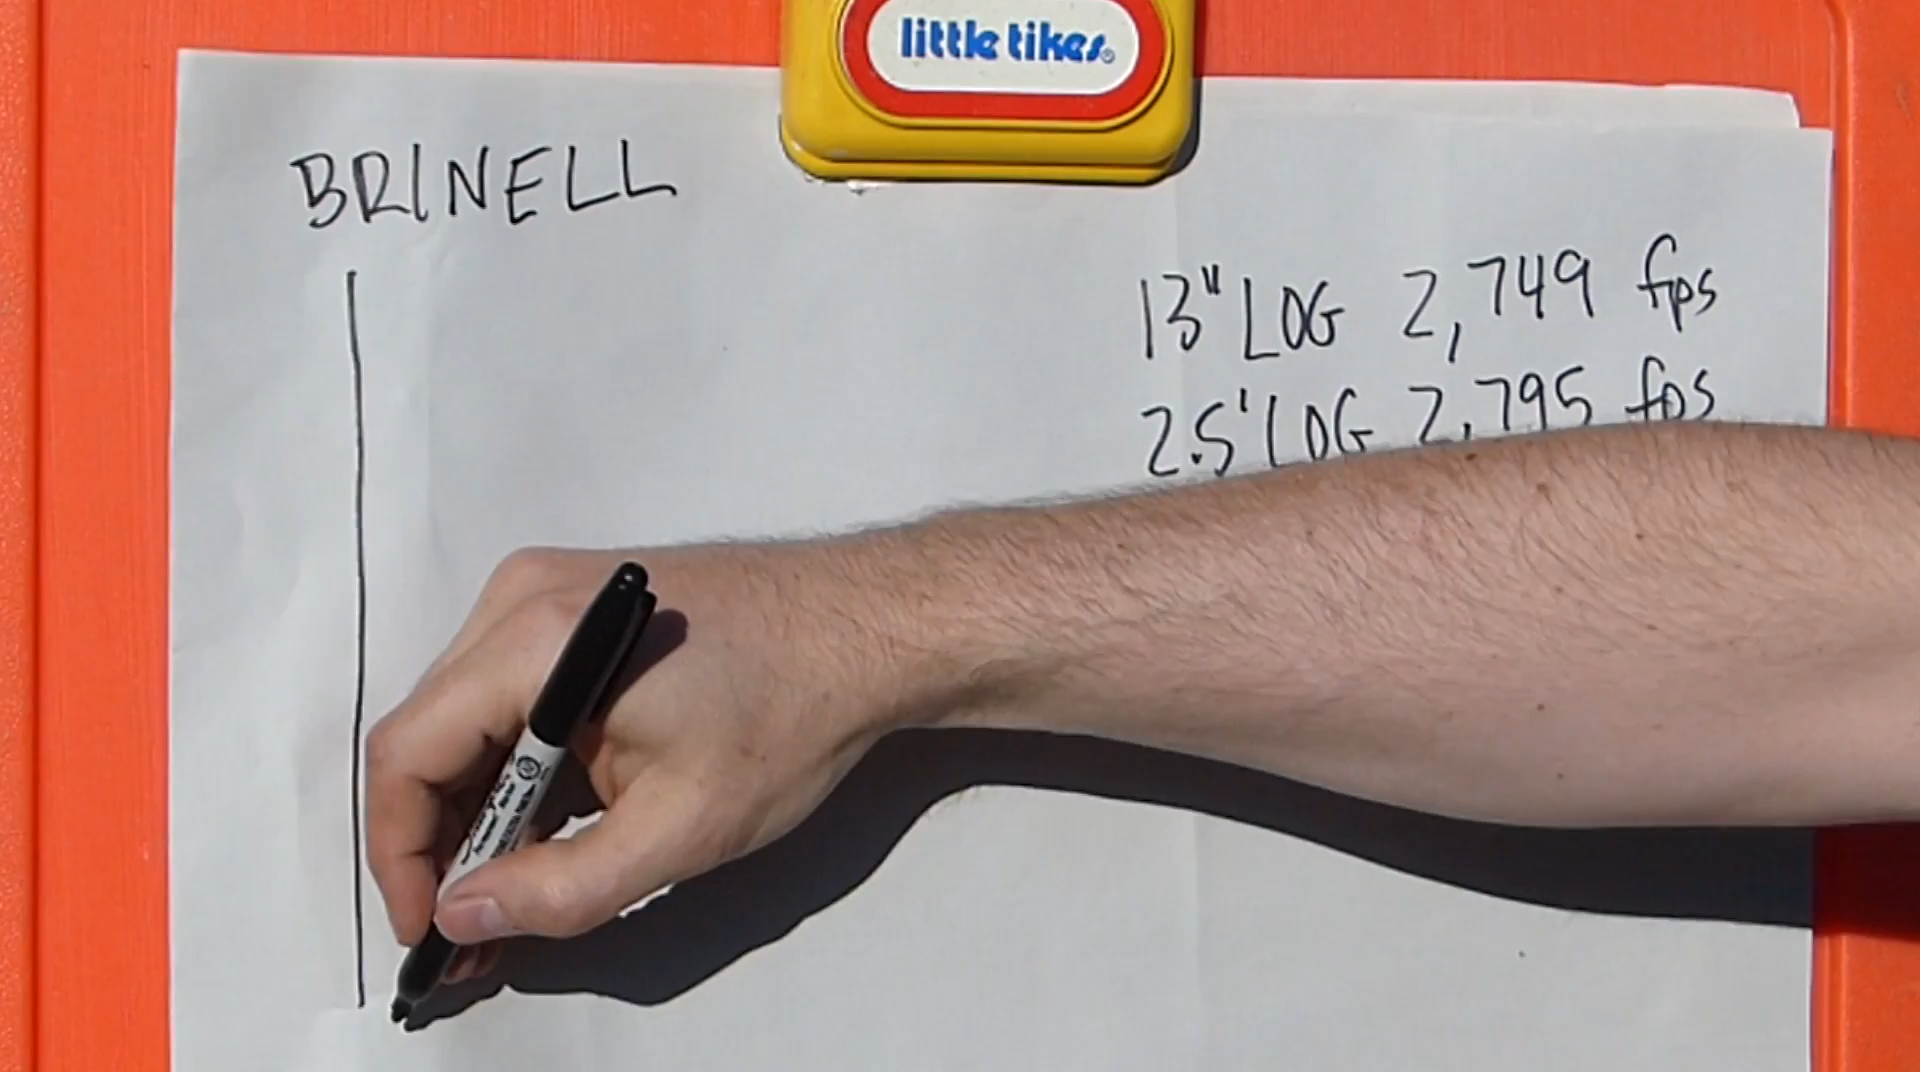 little tikes®
BRINELL
13" LOG 2,749 fps
2.5' LOG 2,795 fps